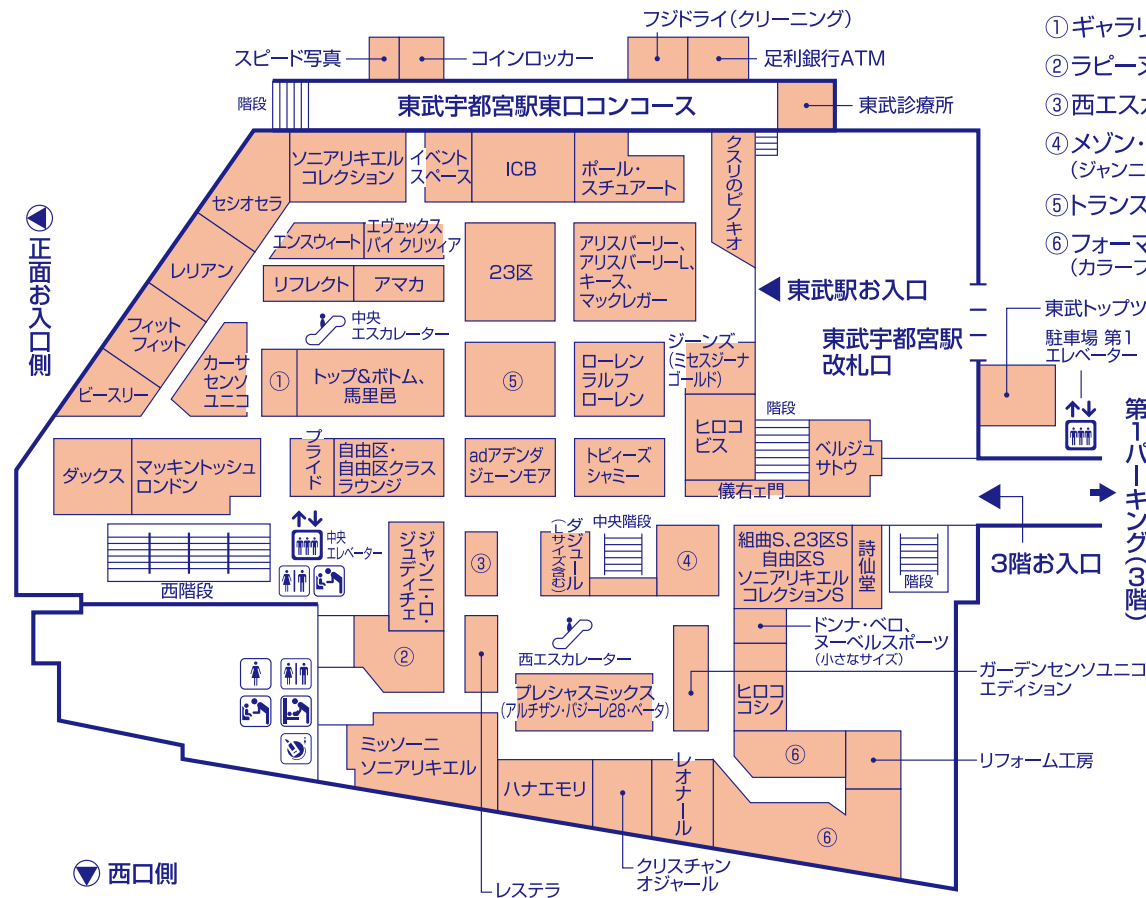 フジドライ(クリーニング)
スピード写真
コインロッカー
足利銀行ATM
階段
東武宇都宮駅東口コンコース
東武診療所
①ギャラリ
②ラピーヌ
③西エスカ
④メゾン・
(ジャンニ
⑤トランス
⑥フォーマ
(カラーフ
ソニアリキエル
コレクション
イベント
スペース
ICB
ポール・
スチュアート
クスリのピノキオ
セシオセラ
正面お入口側
レリアン
エンスウィート
エヴェックス
バイ クリツィア
23区
アリスバーリー、
アリスバーリーL、
キース、
マックレガー
リフレクト
アマカ
東武駅お入口
東武宇都宮駅
改札口
東武トップツ
駐車場 第1
エレベーター
フィット
フィット
中央
エスカレーター
ビースリー
カーサ
センソ
ユニコ
①
トップ&ボトム、
馬里邑
⑤
ローレン
ラルフ
ローレン
ジーンズ
(ミセスジーナ
ゴールド)
ヒロコ
ビス
階段
ベルジュ
サトウ
儀右ェ門
第1パーキング(3階)
ダックス
マッキントッシュ
ロンドン
プライド
自由区・
自由区クラス
ラウンジ
adアデンダ
ジェーンモア
トピィーズ
シャミー
3階お入口
西階段
中央
エレベーター
ジャンニ・ロ・
ジュディチェ
③
ダジュール
(Lサイズ含む)
中央階段
④
組曲S、23区S
自由区S
ソニアリキエル
コレクションS
詩仙堂
階段
②
西エスカレーター
ドンナ・ベロ、
ヌーベルスポーツ
(小さなサイズ)
ガーデンセンソユニコ
エディション
プレシャスミックス
(アルチザン・バジーレ28・ペータ)
ヒロコ
コシノ
⑥
リフォーム工房
ミッソーニ
ソニアリキエル
ハナエモリ
レオナール
⑥
クリスチャン
オジャール
レステラ
西口側